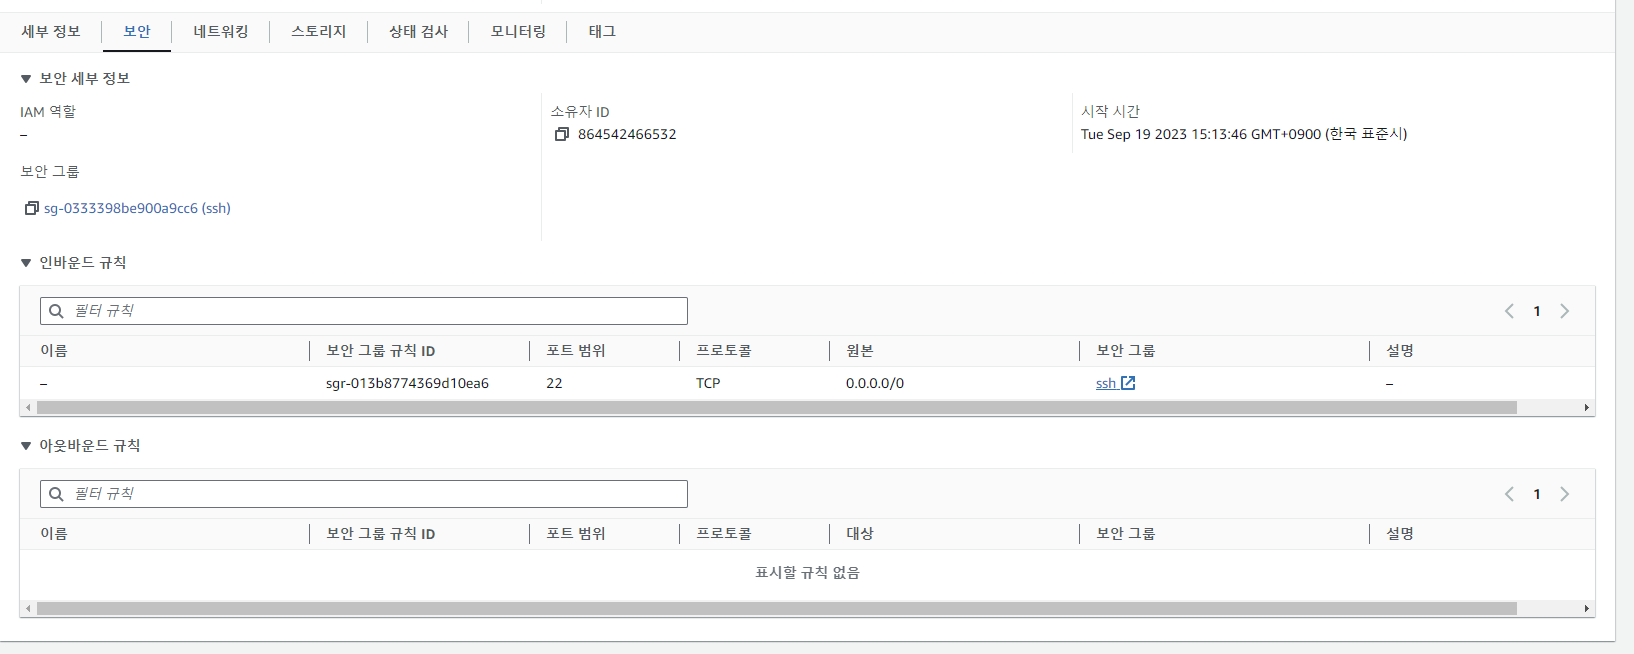 세부 정보 보안 네트워킹 스토리지 상태 검사 모니터링 태그
▼ 보안 세부 정보
IAM 역할 소유자 ID 시작 시간
– 864542466532 Tue Sep 19 2023 15:13:46 GMT+0900 (한국 표준시)
보안 그룹
sg-0333398be900a9cc6 (ssh)
▼ 인바운드 규칙
필터 규칙 1
이름 보안 그룹 규칙 ID 포트 범위 프로토콜 원본 보안 그룹 설명
– sgr-013b8774369d10ea6 22 TCP 0.0.0.0/0 ssh –
▼ 아웃바운드 규칙
필터 규칙 1
이름 보안 그룹 규칙 ID 포트 범위 프로토콜 대상 보안 그룹 설명
표시할 규칙 없음